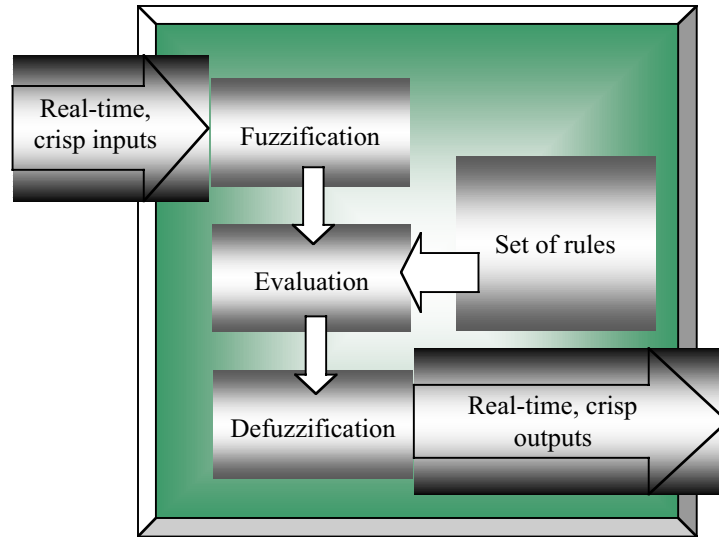 Real-time,
crisp inputs
Fuzzification
Set of rules
Evaluation
Defuzzification
Real-time, crisp
outputs